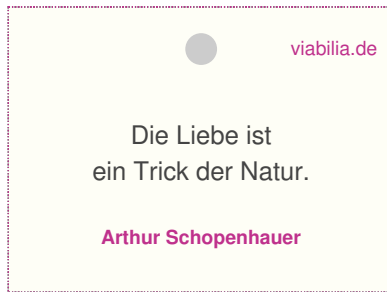 viabilia.de
Die Liebe ist
ein Trick der Natur.
Arthur Schopenhauer